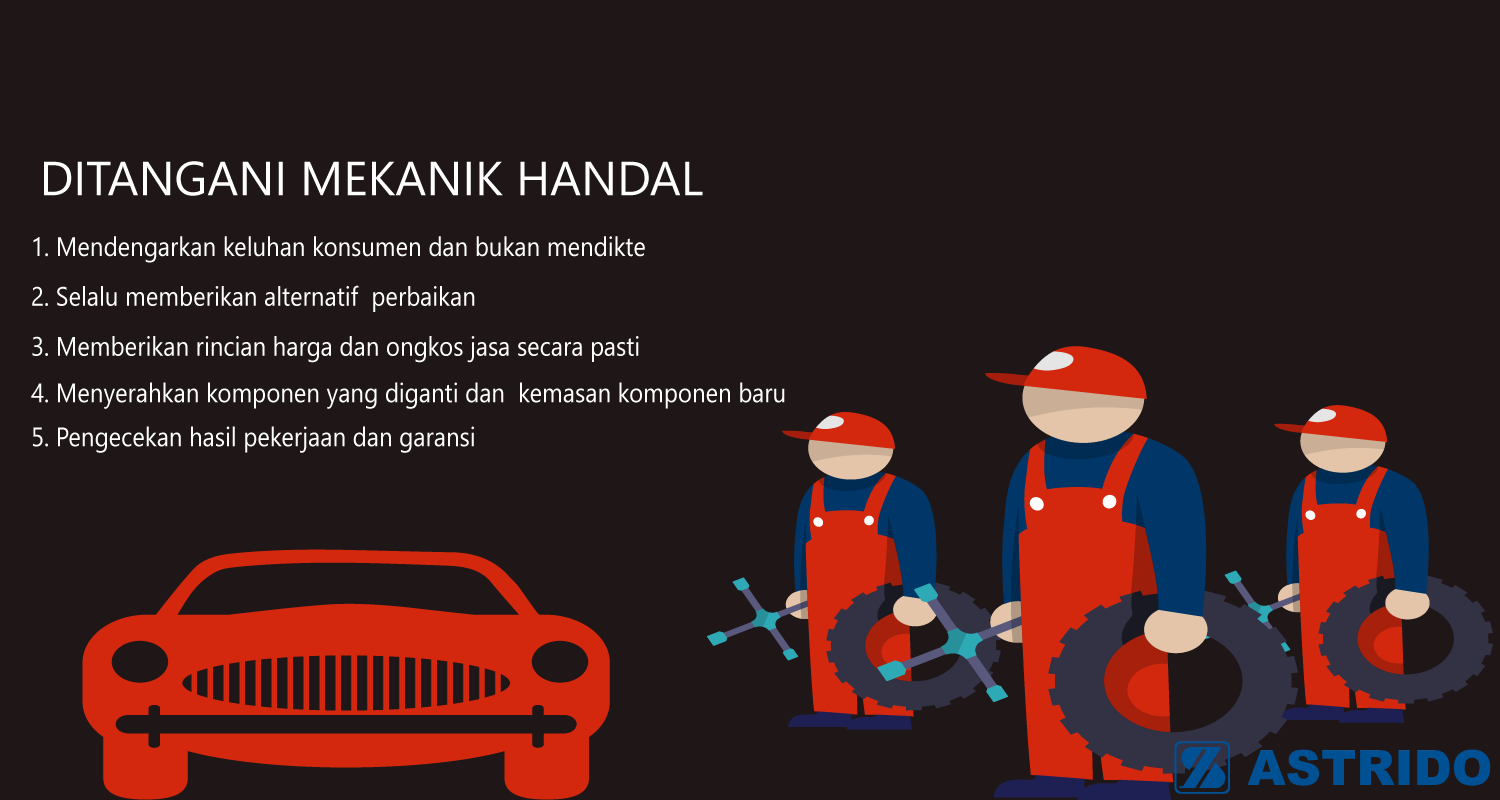 DITANGANI MEKANIK HANDAL
1. Mendengarkan keluhan konsumen dan bukan mendikte
2. Selalu memberikan alternatif  perbaikan
3. Memberikan rincian harga dan ongkos jasa secara pasti
4. Menyerahkan komponen yang diganti dan  kemasan komponen baru
5. Pengecekan hasil pekerjaan dan garansi
ASTRIDO